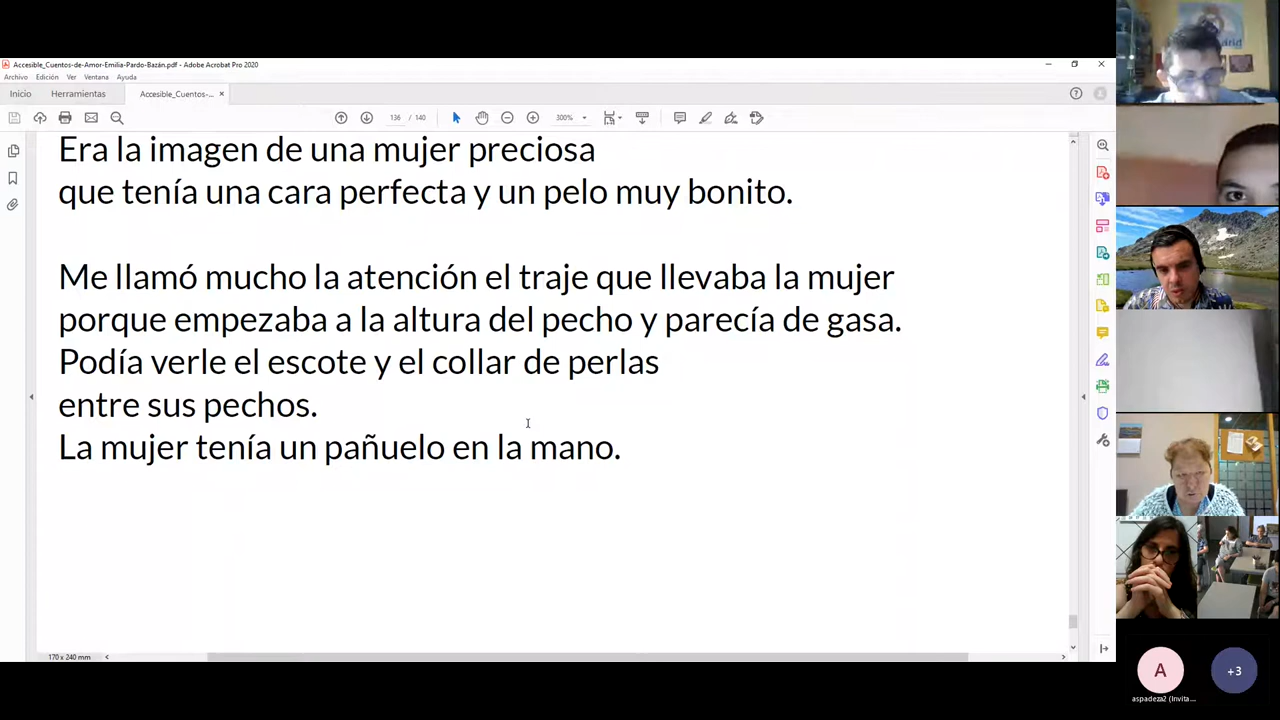 Accesible_Cuentos-de-Amor-Emilia-Pardo-Bazán.pdf - Adobe Acrobat Pro 2020
Archivo Edición Ver Ventana Ayuda
Inicio Herramientas Accesible_Cuentos-... ×
136 / 140 300%
Era la imagen de una mujer preciosa
que tenía una cara perfecta y un pelo muy bonito.
Me llamó mucho la atención el traje que llevaba la mujer
porque empezaba a la altura del pecho y parecía de gasa.
Podía verle el escote y el collar de perlas
entre sus pechos.
La mujer tenía un pañuelo en la mano.
170 x 240 mm
A
+3
aspadeza2 (Invita...